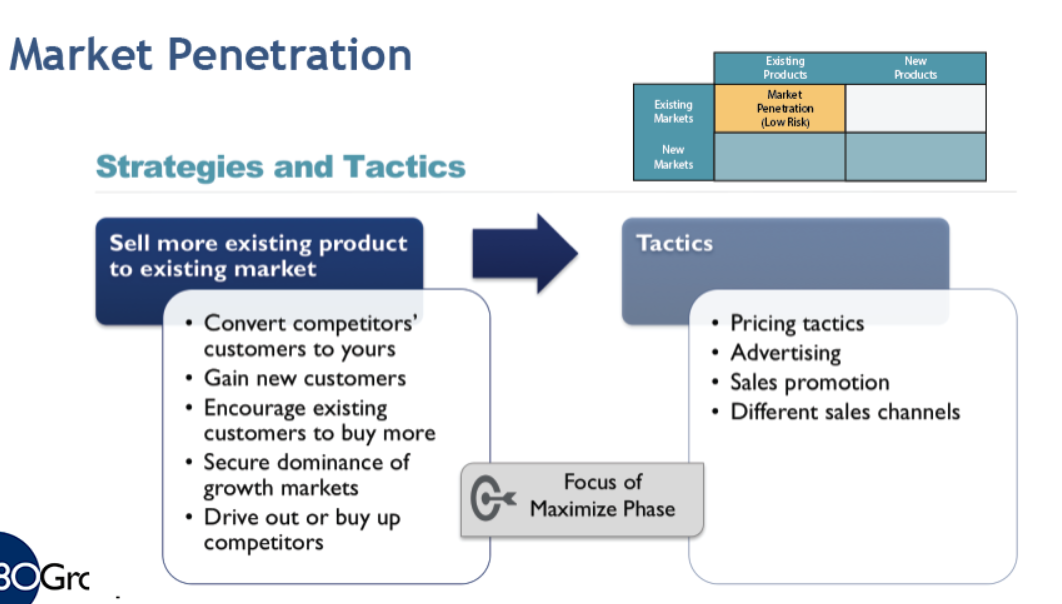 Market Penetration
Existing
Products
New
Products
Existing
Markets
Market
Penetration
(Low Risk)
New
Markets
Strategies and Tactics
Sell more existing product
to existing market
• Convert competitors'
customers to yours
• Gain new customers
• Encourage existing
customers to buy more
• Secure dominance of
growth markets
• Drive out or buy up
competitors
Tactics
• Pricing tactics
• Advertising
• Sales promotion
• Different sales channels
Focus of
Maximize Phase